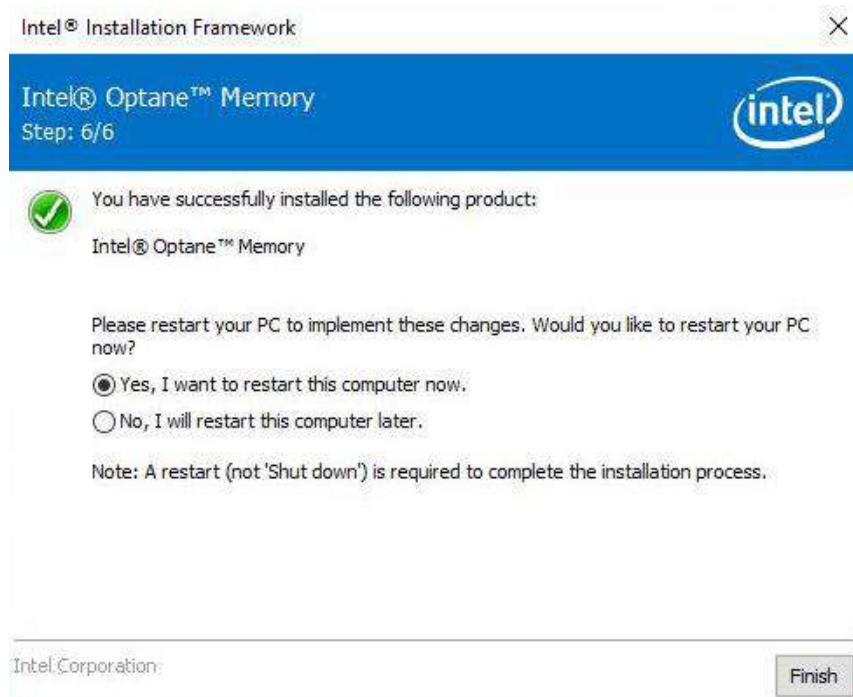 Intel® Installation Framework
Intel® Optane™ Memory
Step: 6/6
intel
You have successfully installed the following product:
Intel® Optane™ Memory
Please restart your PC to implement these changes. Would you like to restart your PC
now?
Yes, I want to restart this computer now.
No, I will restart this computer later.
Note: A restart (not 'Shut down') is required to complete the installation process.
Intel Corporation
Finish